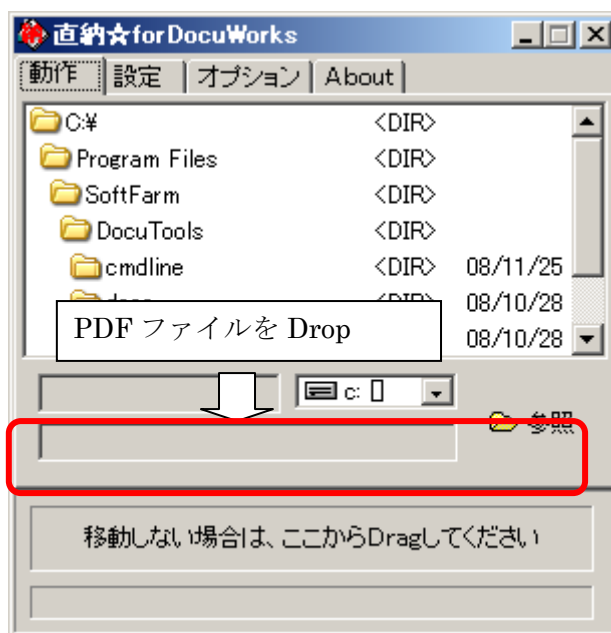 直納☆forDocuWorks
動作 設定 オプション About
C:¥ <DIR>
Program Files <DIR>
SoftFarm <DIR>
DocuTools <DIR>
cmdline <DIR> 08/11/25
<DIR> 08/10/28
PDF ファイルを Drop
08/10/28
c: []
参照
移動しない場合は、ここからDragしてください